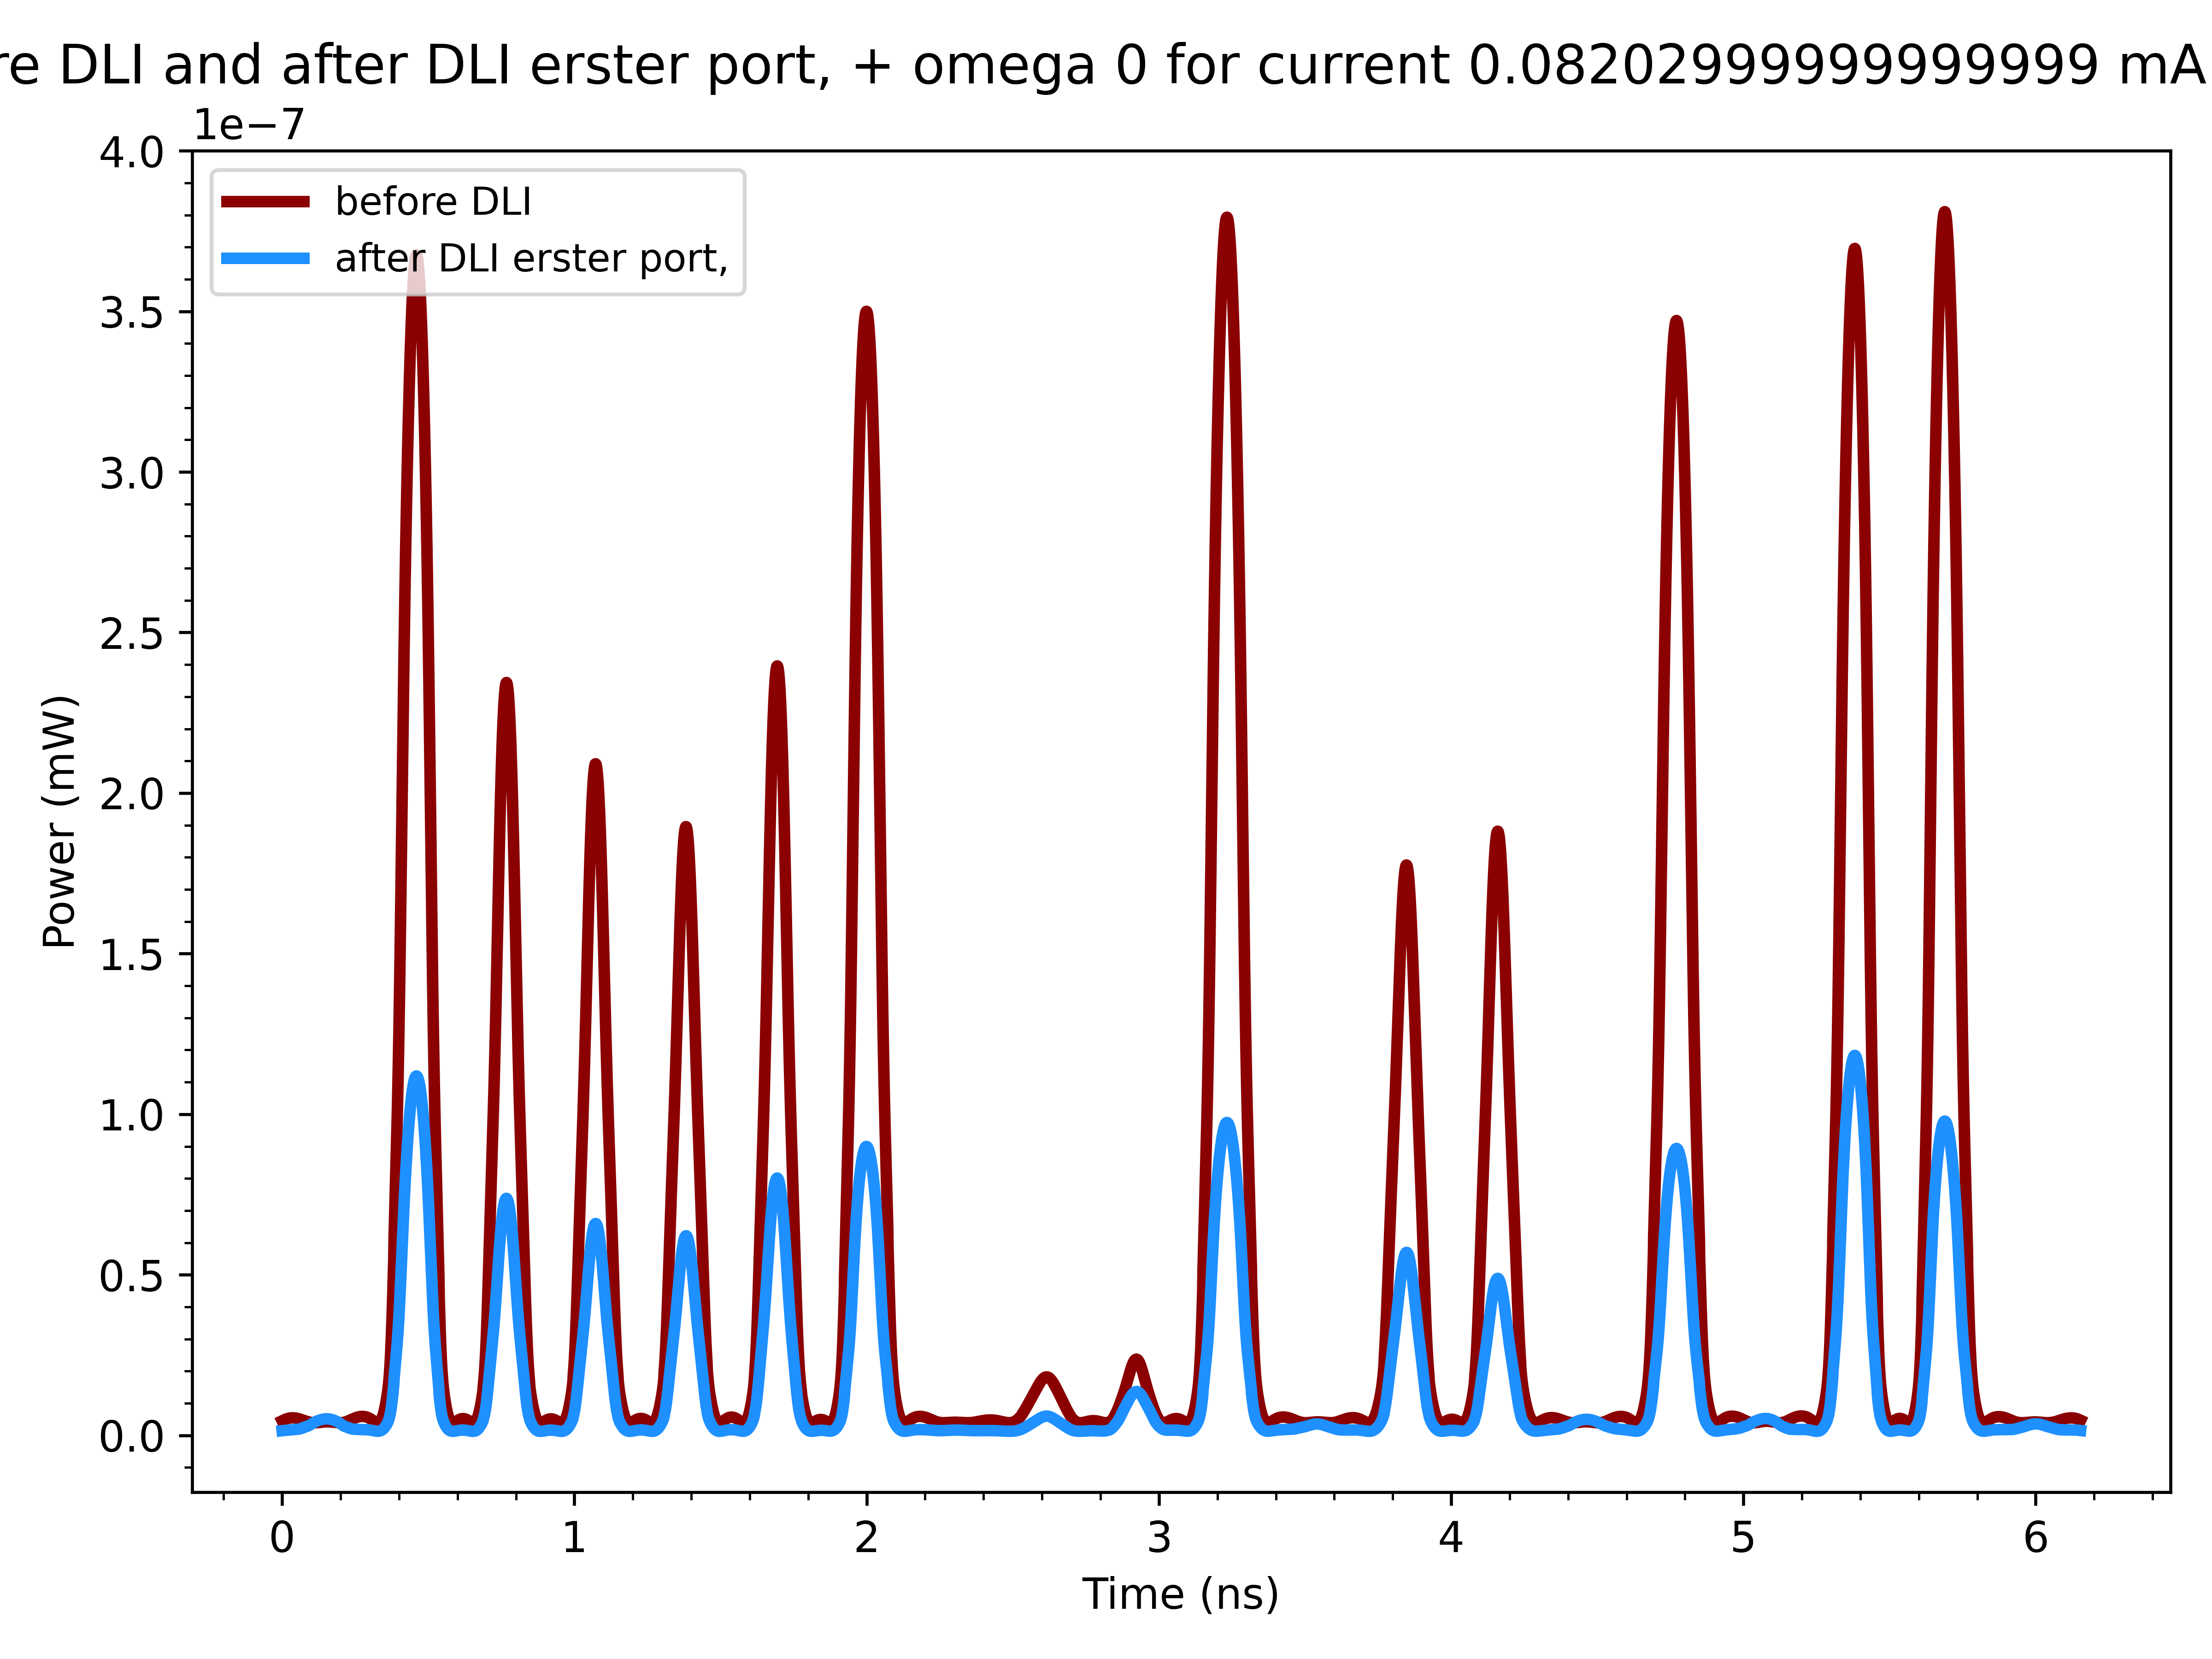 re DLI and after DLI erster port, + omega 0 for current 0.08202999999999999 mA
1e−7
before DLI
after DLI erster port,
4.0
3.5
3.0
2.5
2.0
1.5
1.0
0.5
0.0
Power (mW)
0 1 2 3 4 5 6
Time (ns)